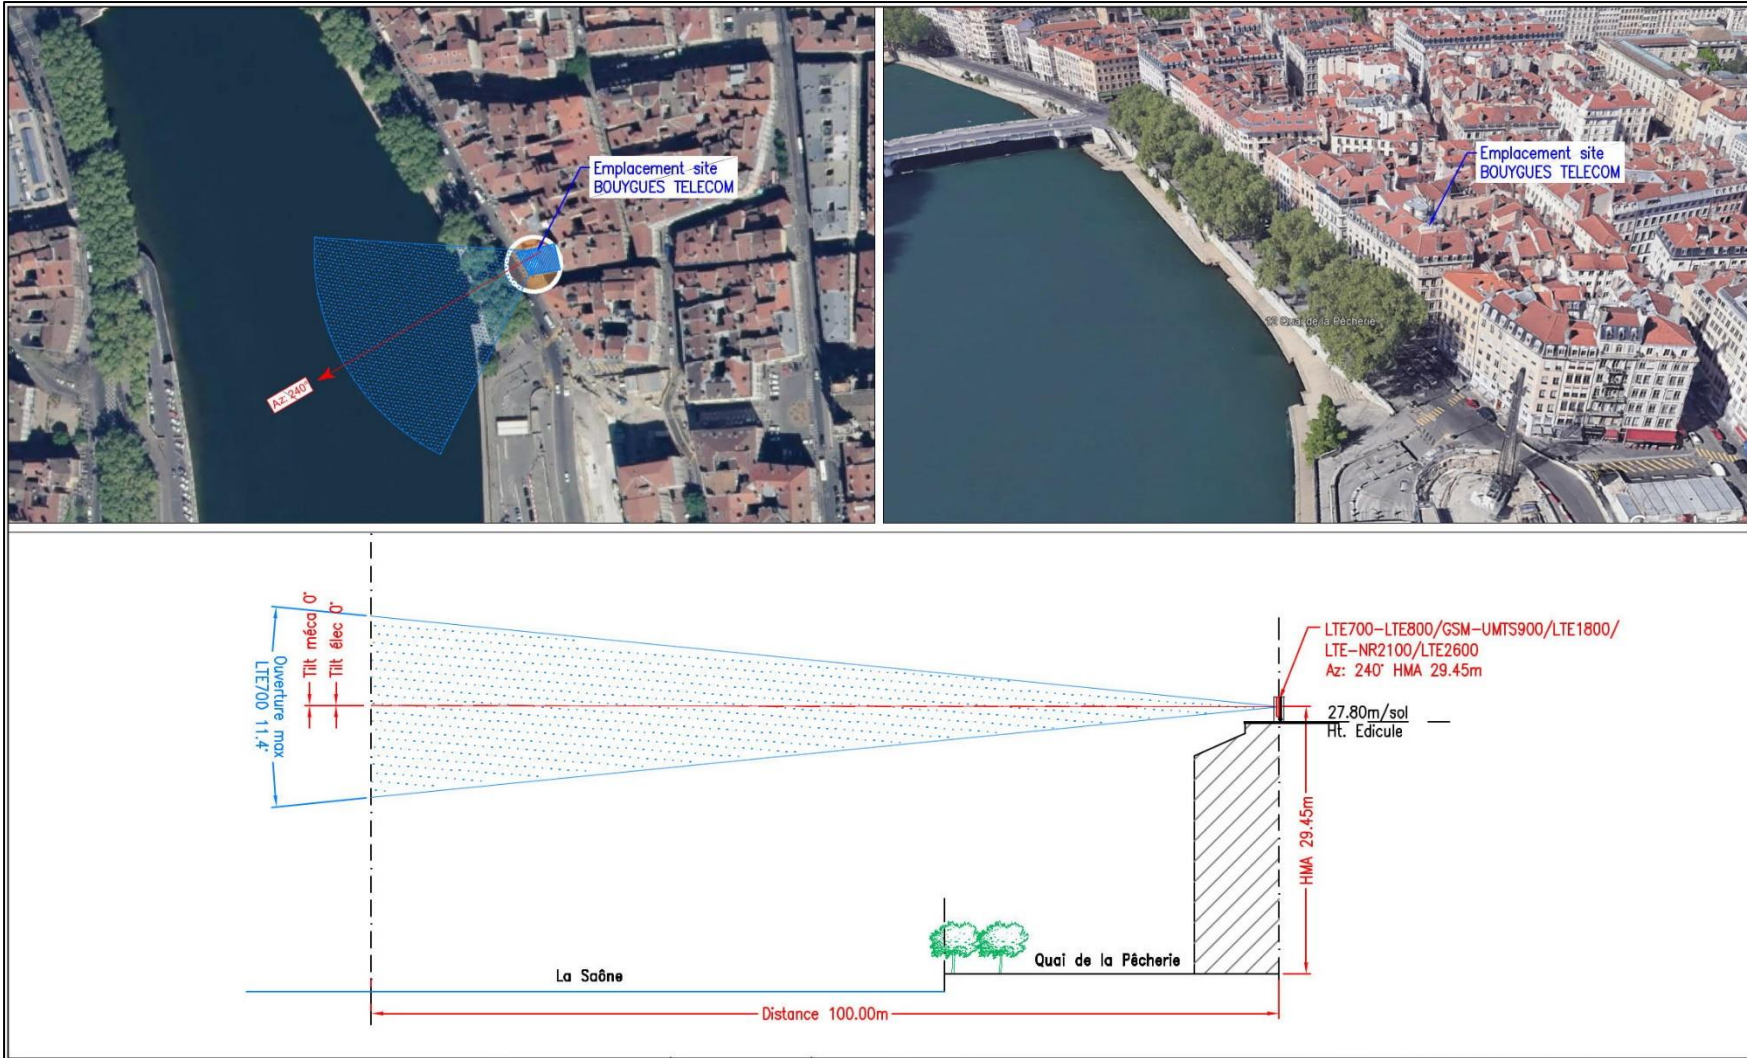 Emplacement site
BOUYGUES TELECOM
Az: 240°
Emplacement site
BOUYGUES TELECOM
12 Quai de la Pêcherie
Ouverture max
LTE700 11.4°
Tilt méca 0°
Tilt élec 0°
LTE700-LTE800/GSM-UMTS900/LTE1800/
LTE-NR2100/LTE2600
Az: 240° HMA 29.45m
27.80m/sol
Ht. Edicule
HMA 29.45m
Quai de la Pêcherie
La Saône
Distance 100.00m